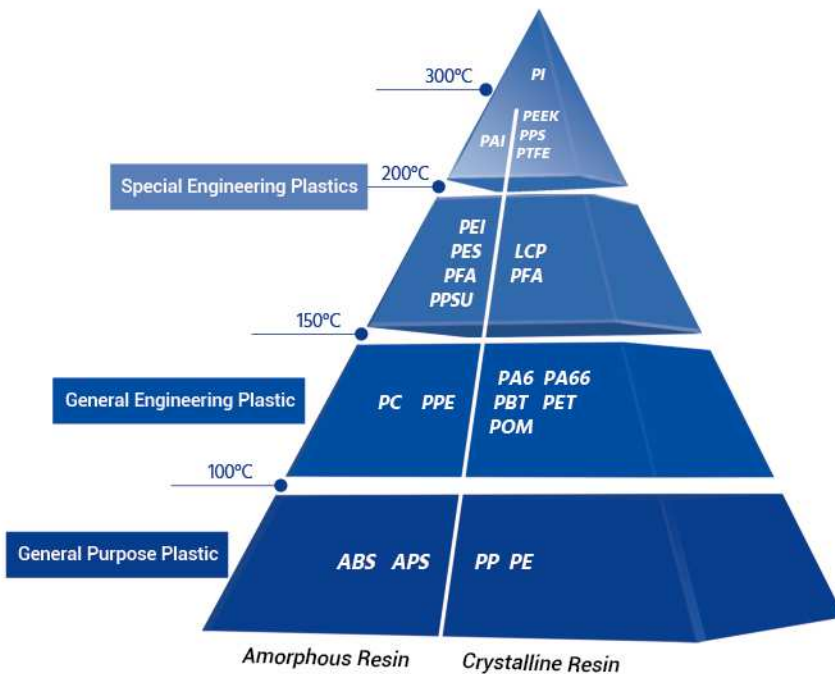 300°C
PI
PEEK
PAI PPS
PTFE
200°C
Special Engineering Plastics
PEI
PES LCP
PFA PFA
PPSU
150°C
PA6 PA66
General Engineering Plastic
PC PPE PBT PET
POM
100°C
General Purpose Plastic
ABS APS PP PE
Amorphous Resin Crystalline Resin